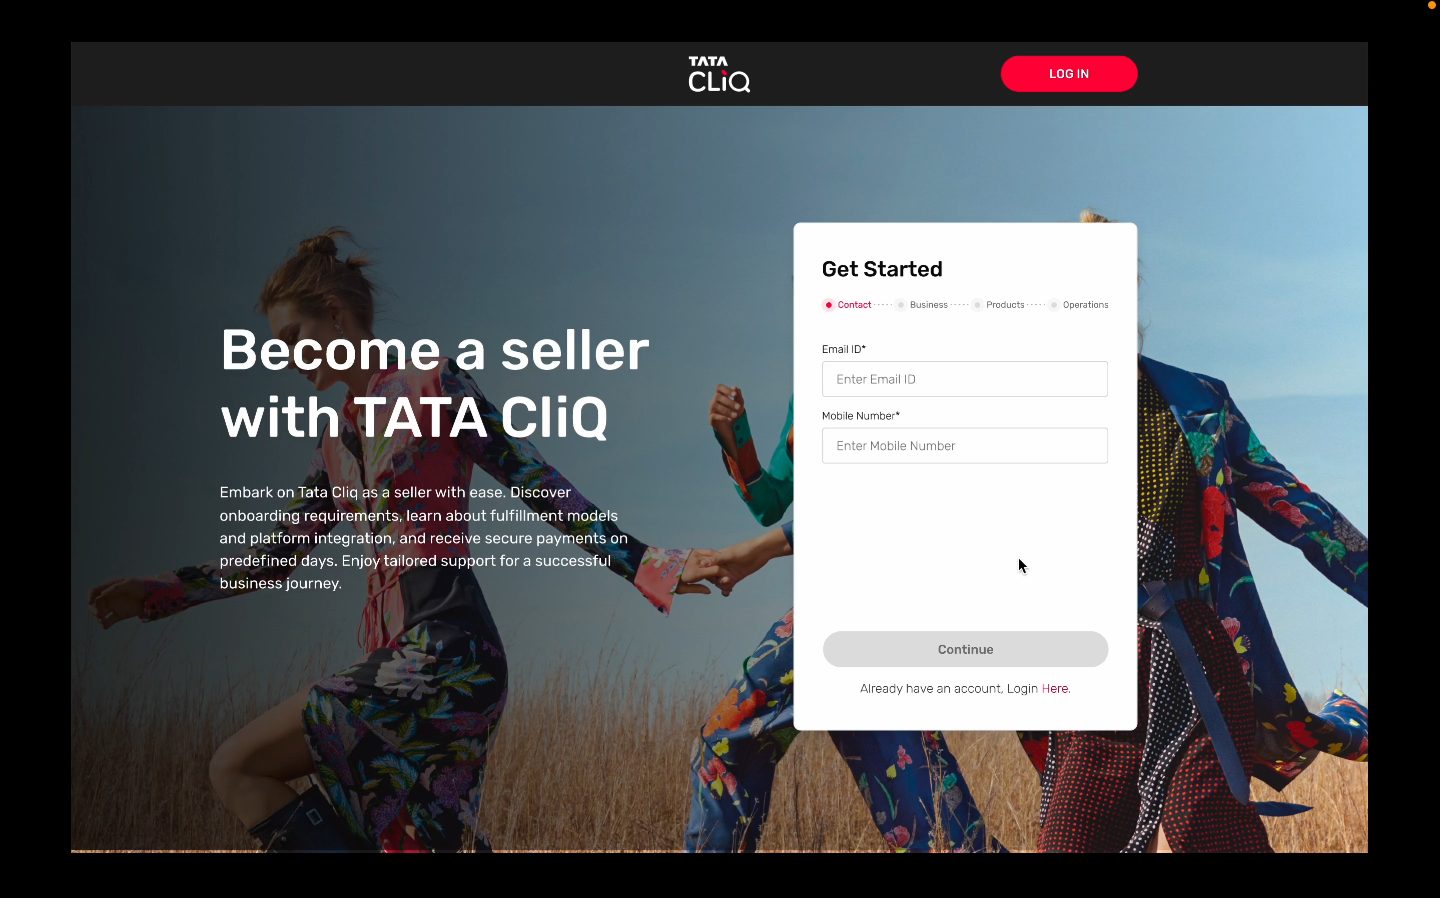 TATA
CLiQ
LOG IN
Become a seller
with TATA CliQ
Embark on Tata Cliq as a seller with ease. Discover
onboarding requirements, learn about fulfillment models
and platform integration, and receive secure payments on
predefined days. Enjoy tailored support for a successful
business journey.
Get Started
Contact Business Products Operations
Email ID*
Enter Email ID
Mobile Number*
Enter Mobile Number
Continue
Already have an account, Login Here.